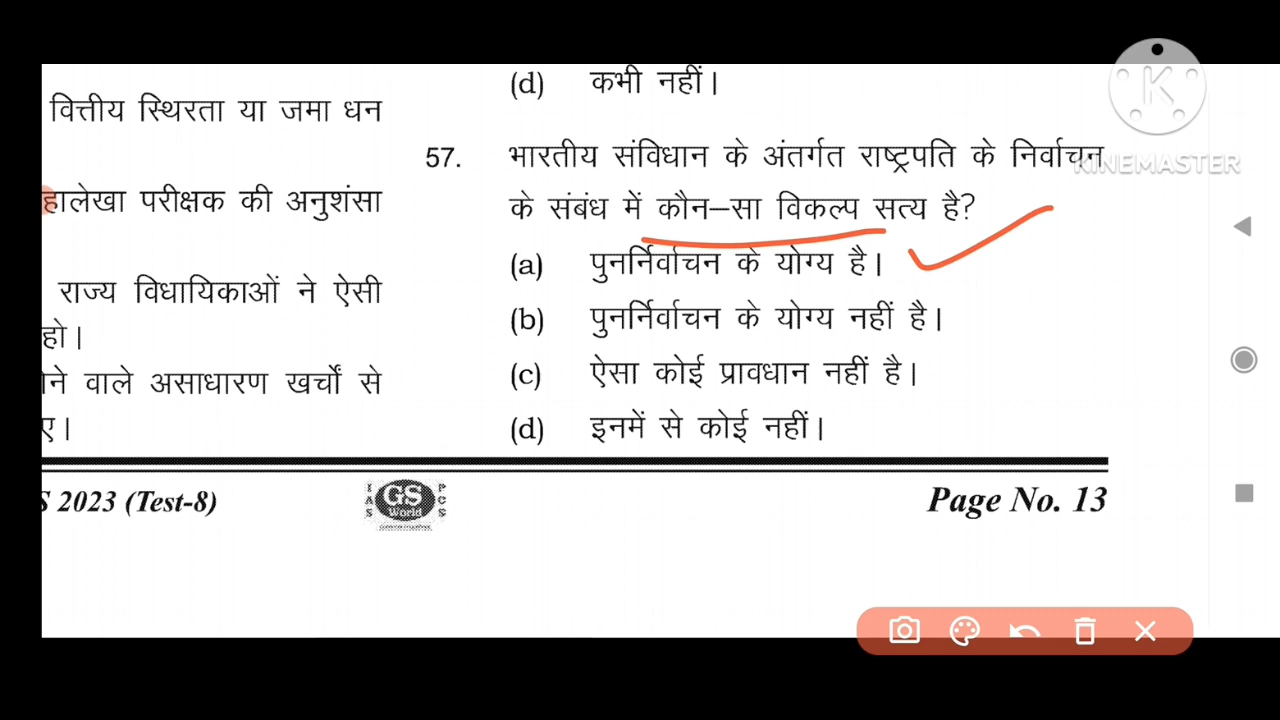 वित्तीय स्थिरता या जमा धन
हालेखा परीक्षक की अनुशंसा
राज्य विधायिकाओं ने ऐसी
हो।
वाले असाधारण खर्चों से
(d) कभी नहीं।
57. भारतीय संविधान के अंतर्गत राष्ट्रपति के निर्वाचन
के संबंध में कौन–सा विकल्प सत्य है?
(a) पुनर्निर्वाचन के योग्य है।
(b) पुनर्निर्वाचन के योग्य नहीं है।
(c) ऐसा कोई प्रावधान नहीं है।
(d) इनमें से कोई नहीं।
2023 (Test-8)
IAS GS World PCS
Page No. 13
K
KINEMASTER